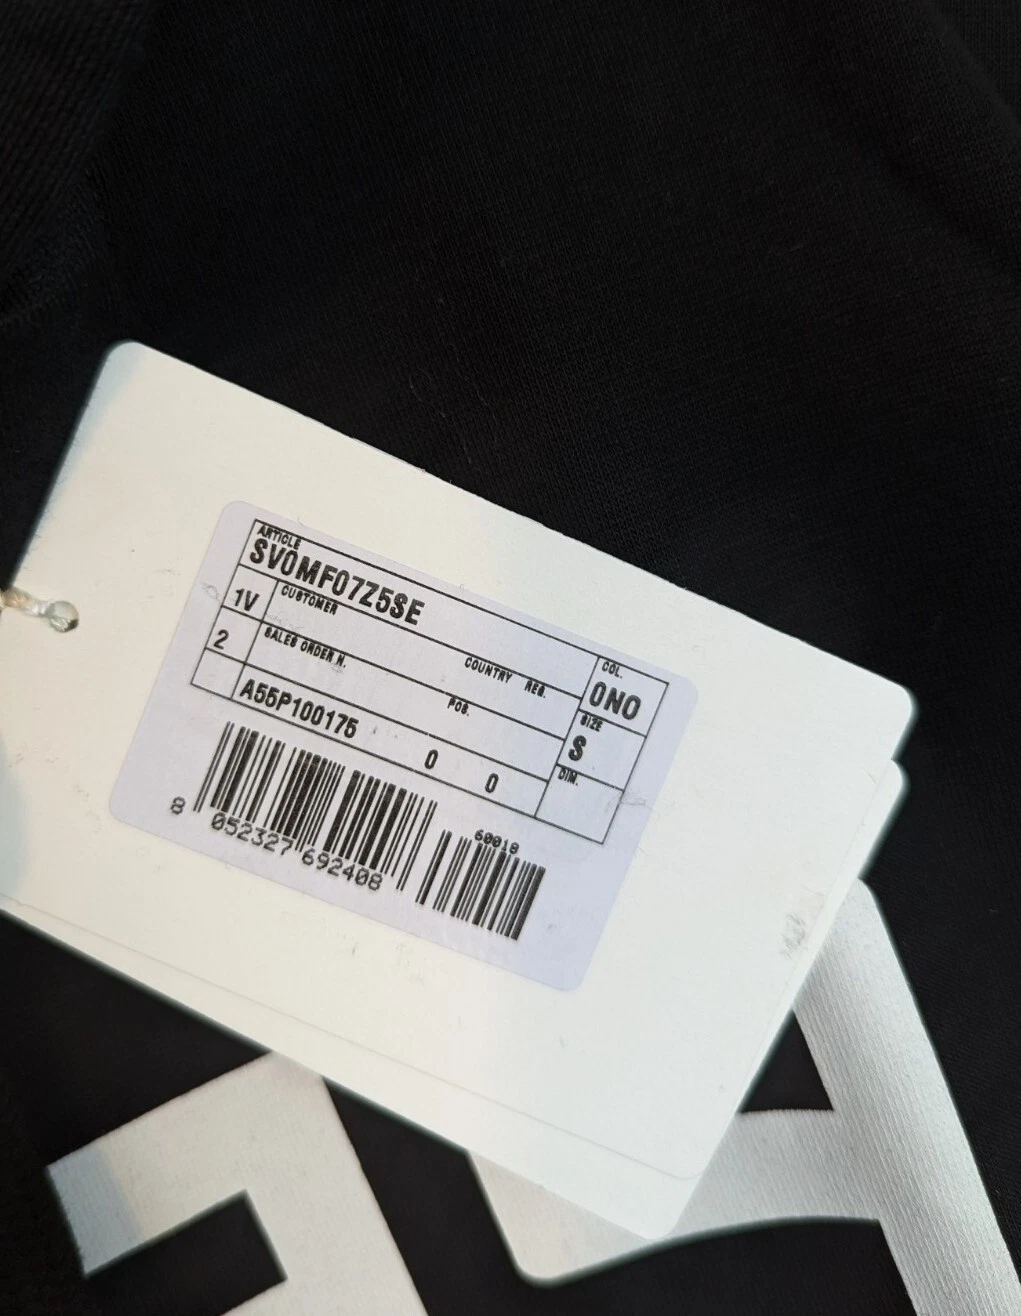 ARTICLE
SV0MF07Z5SE
1V CUSTOMER COL.
COUNTRY REG. 0N0
2 SALES ORDER N. POS. SIZE
S
A55P100175 0 0 DIM.
60018
8 052327 692408